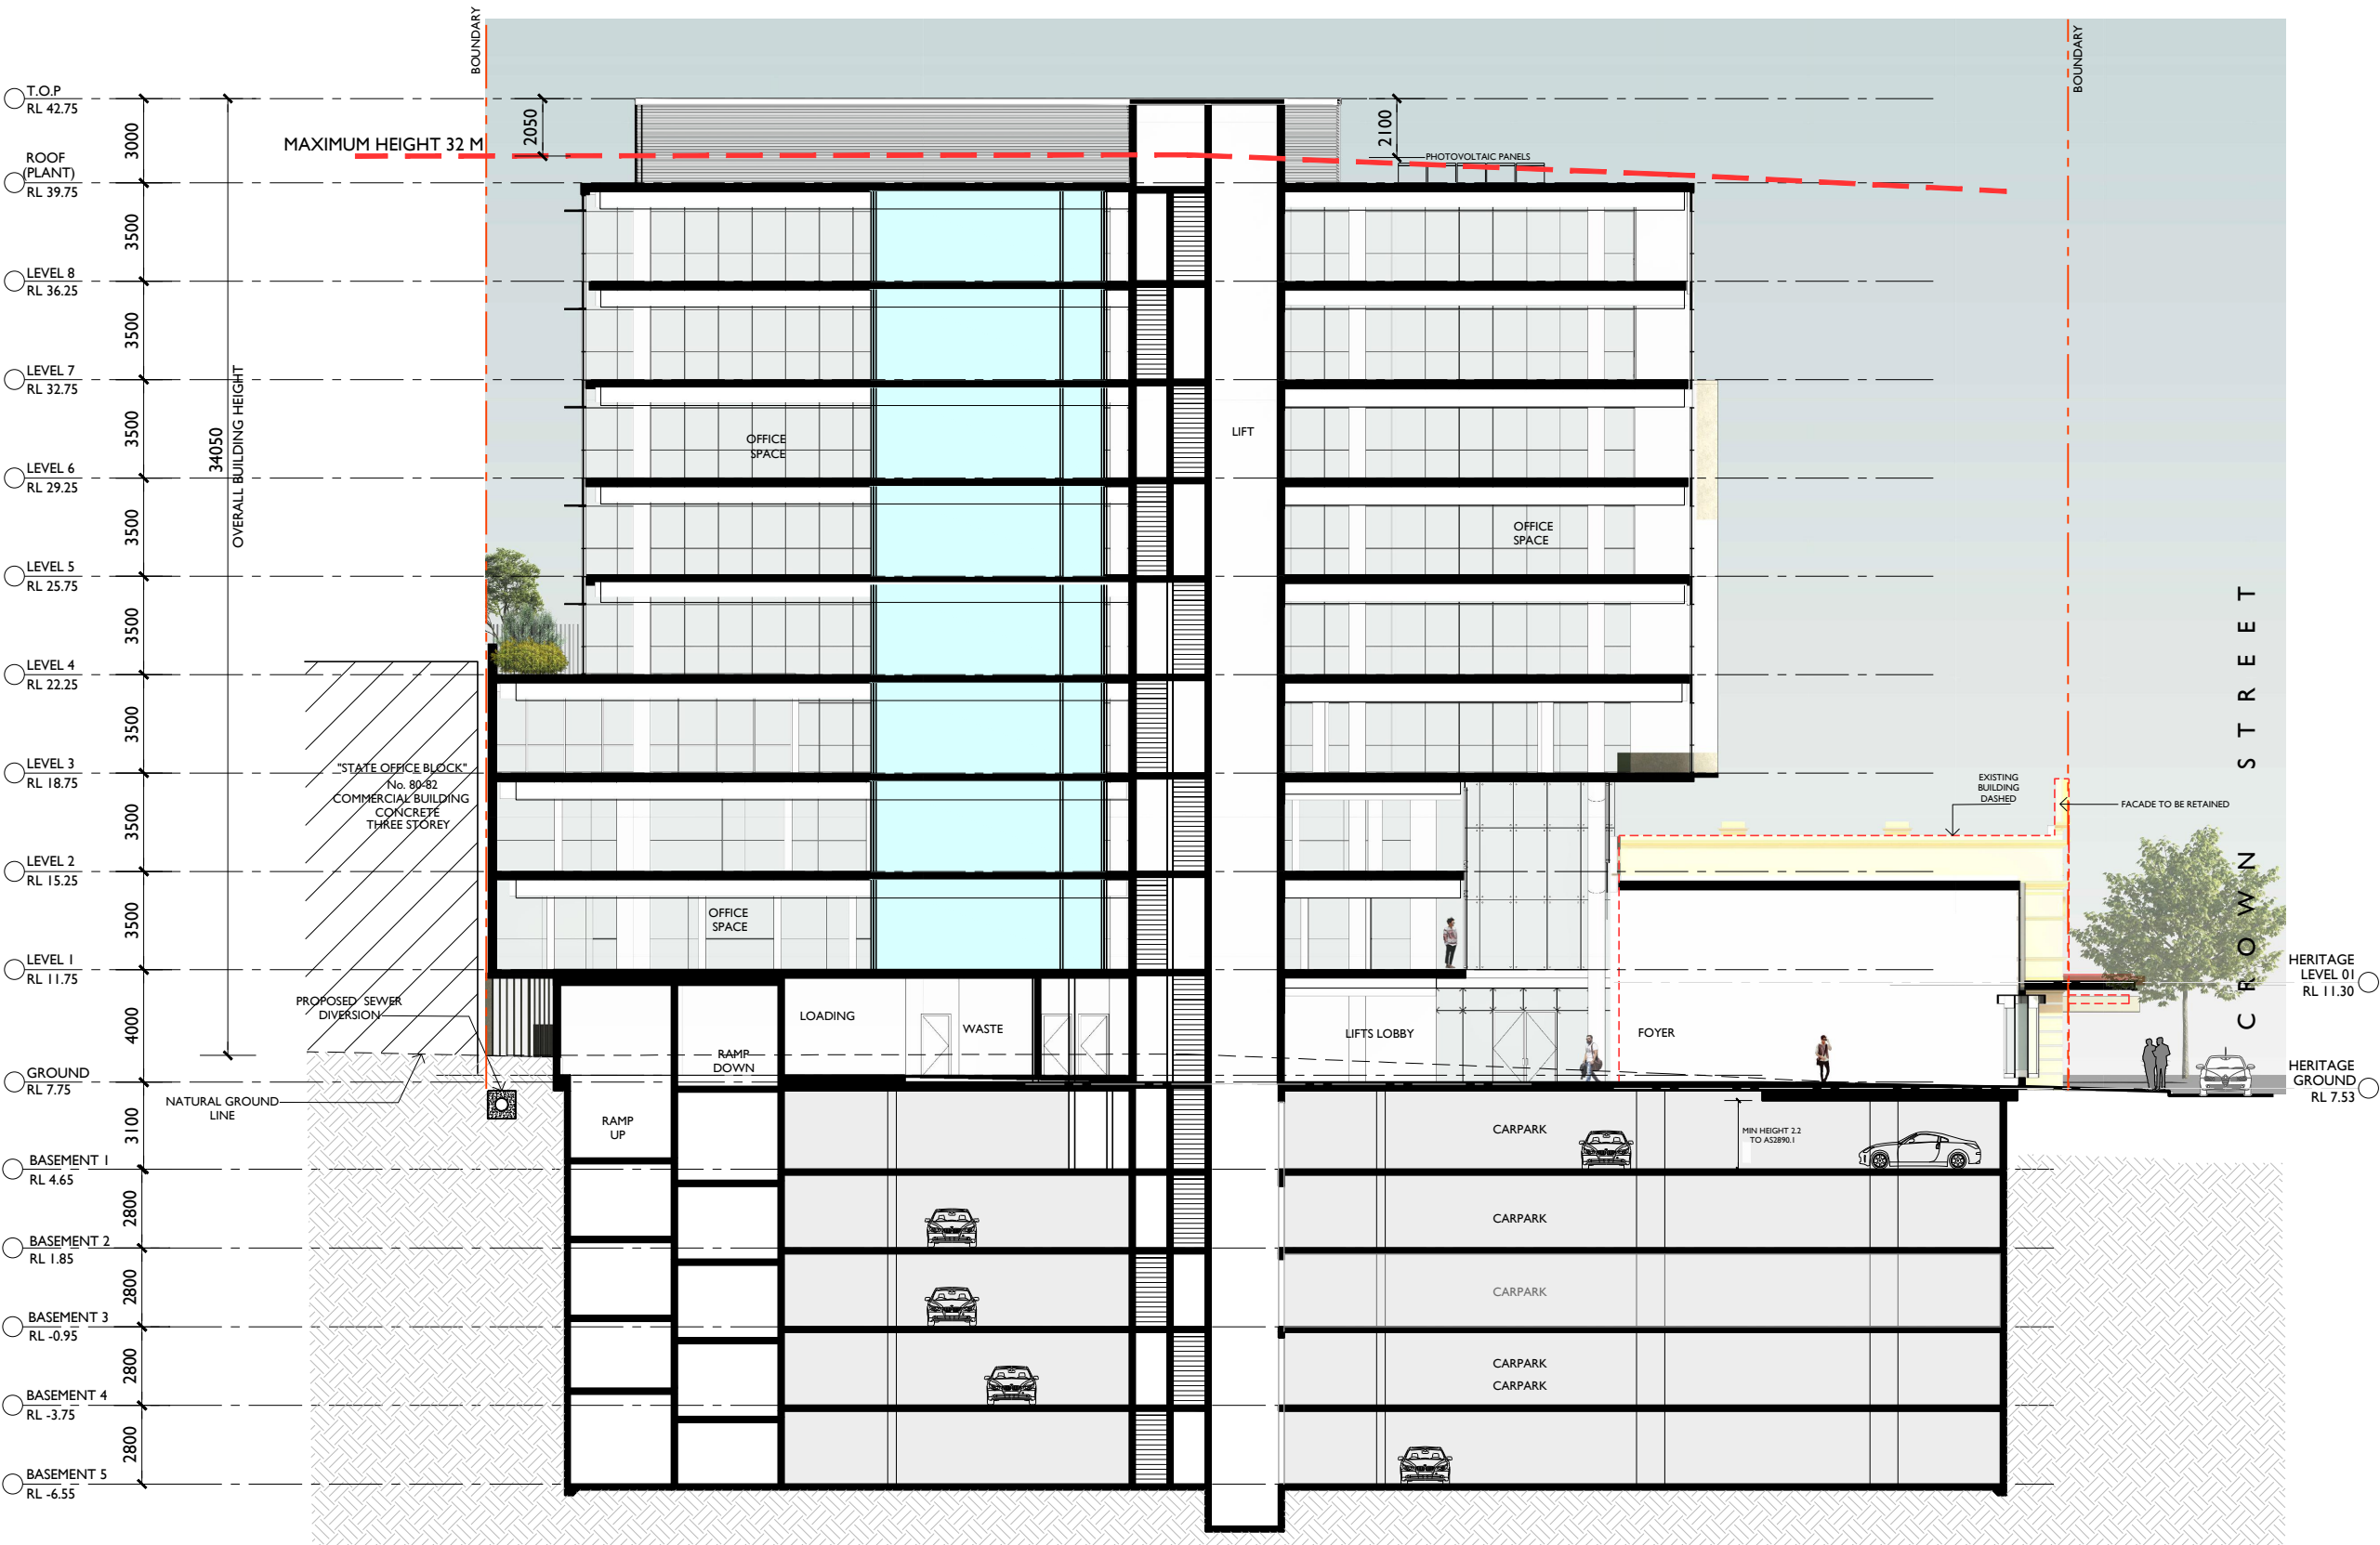 BOUNDARY
BOUNDARY
T.O.P
RL 42.75
3000
2050
2100
MAXIMUM HEIGHT 32 M
PHOTOVOLTAIC PANELS
ROOF
(PLANT)
RL 39.75
3500
LEVEL 8
RL 36.25
3500
LEVEL 7
RL 32.75
3500
34050
OVERALL BUILDING HEIGHT
OFFICE
SPACE
LIFT
LEVEL 6
RL 29.25
3500
OFFICE
SPACE
LEVEL 5
RL 25.75
3500
LEVEL 4
RL 22.25
3500
LEVEL 3
RL 18.75
"STATE OFFICE BLOCK"
No. 80-82
COMMERCIAL BUILDING
CONCRETE
THREE STOREY
3500
EXISTING
BUILDING
DASHED
FACADE TO BE RETAINED
CROWN STREET
LEVEL 2
RL 15.25
3500
OFFICE
SPACE
LEVEL 1
RL 11.75
HERITAGE
LEVEL 01
RL 11.30
PROPOSED SEWER
DIVERSION
4000
LOADING
WASTE
RAMP
DOWN
LIFTS LOBBY
FOYER
GROUND
RL 7.75
HERITAGE
GROUND
RL 7.53
NATURAL GROUND
LINE
3100
RAMP
UP
CARPARK
MIN HEIGHT 2.2
TO AS2890.1
BASEMENT 1
RL 4.65
2800
CARPARK
BASEMENT 2
RL 1.85
2800
CARPARK
BASEMENT 3
RL -0.95
2800
CARPARK
CARPARK
BASEMENT 4
RL -3.75
2800
BASEMENT 5
RL -6.55